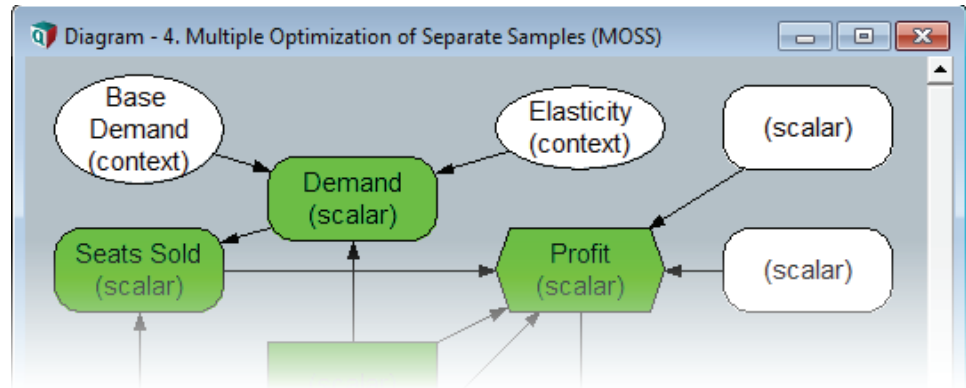 Diagram - 4. Multiple Optimization of Separate Samples (MOSS)
Base
Demand
(context)
Elasticity
(context)
(scalar)
Demand
(scalar)
Seats Sold
(scalar)
Profit
(scalar)
(scalar)